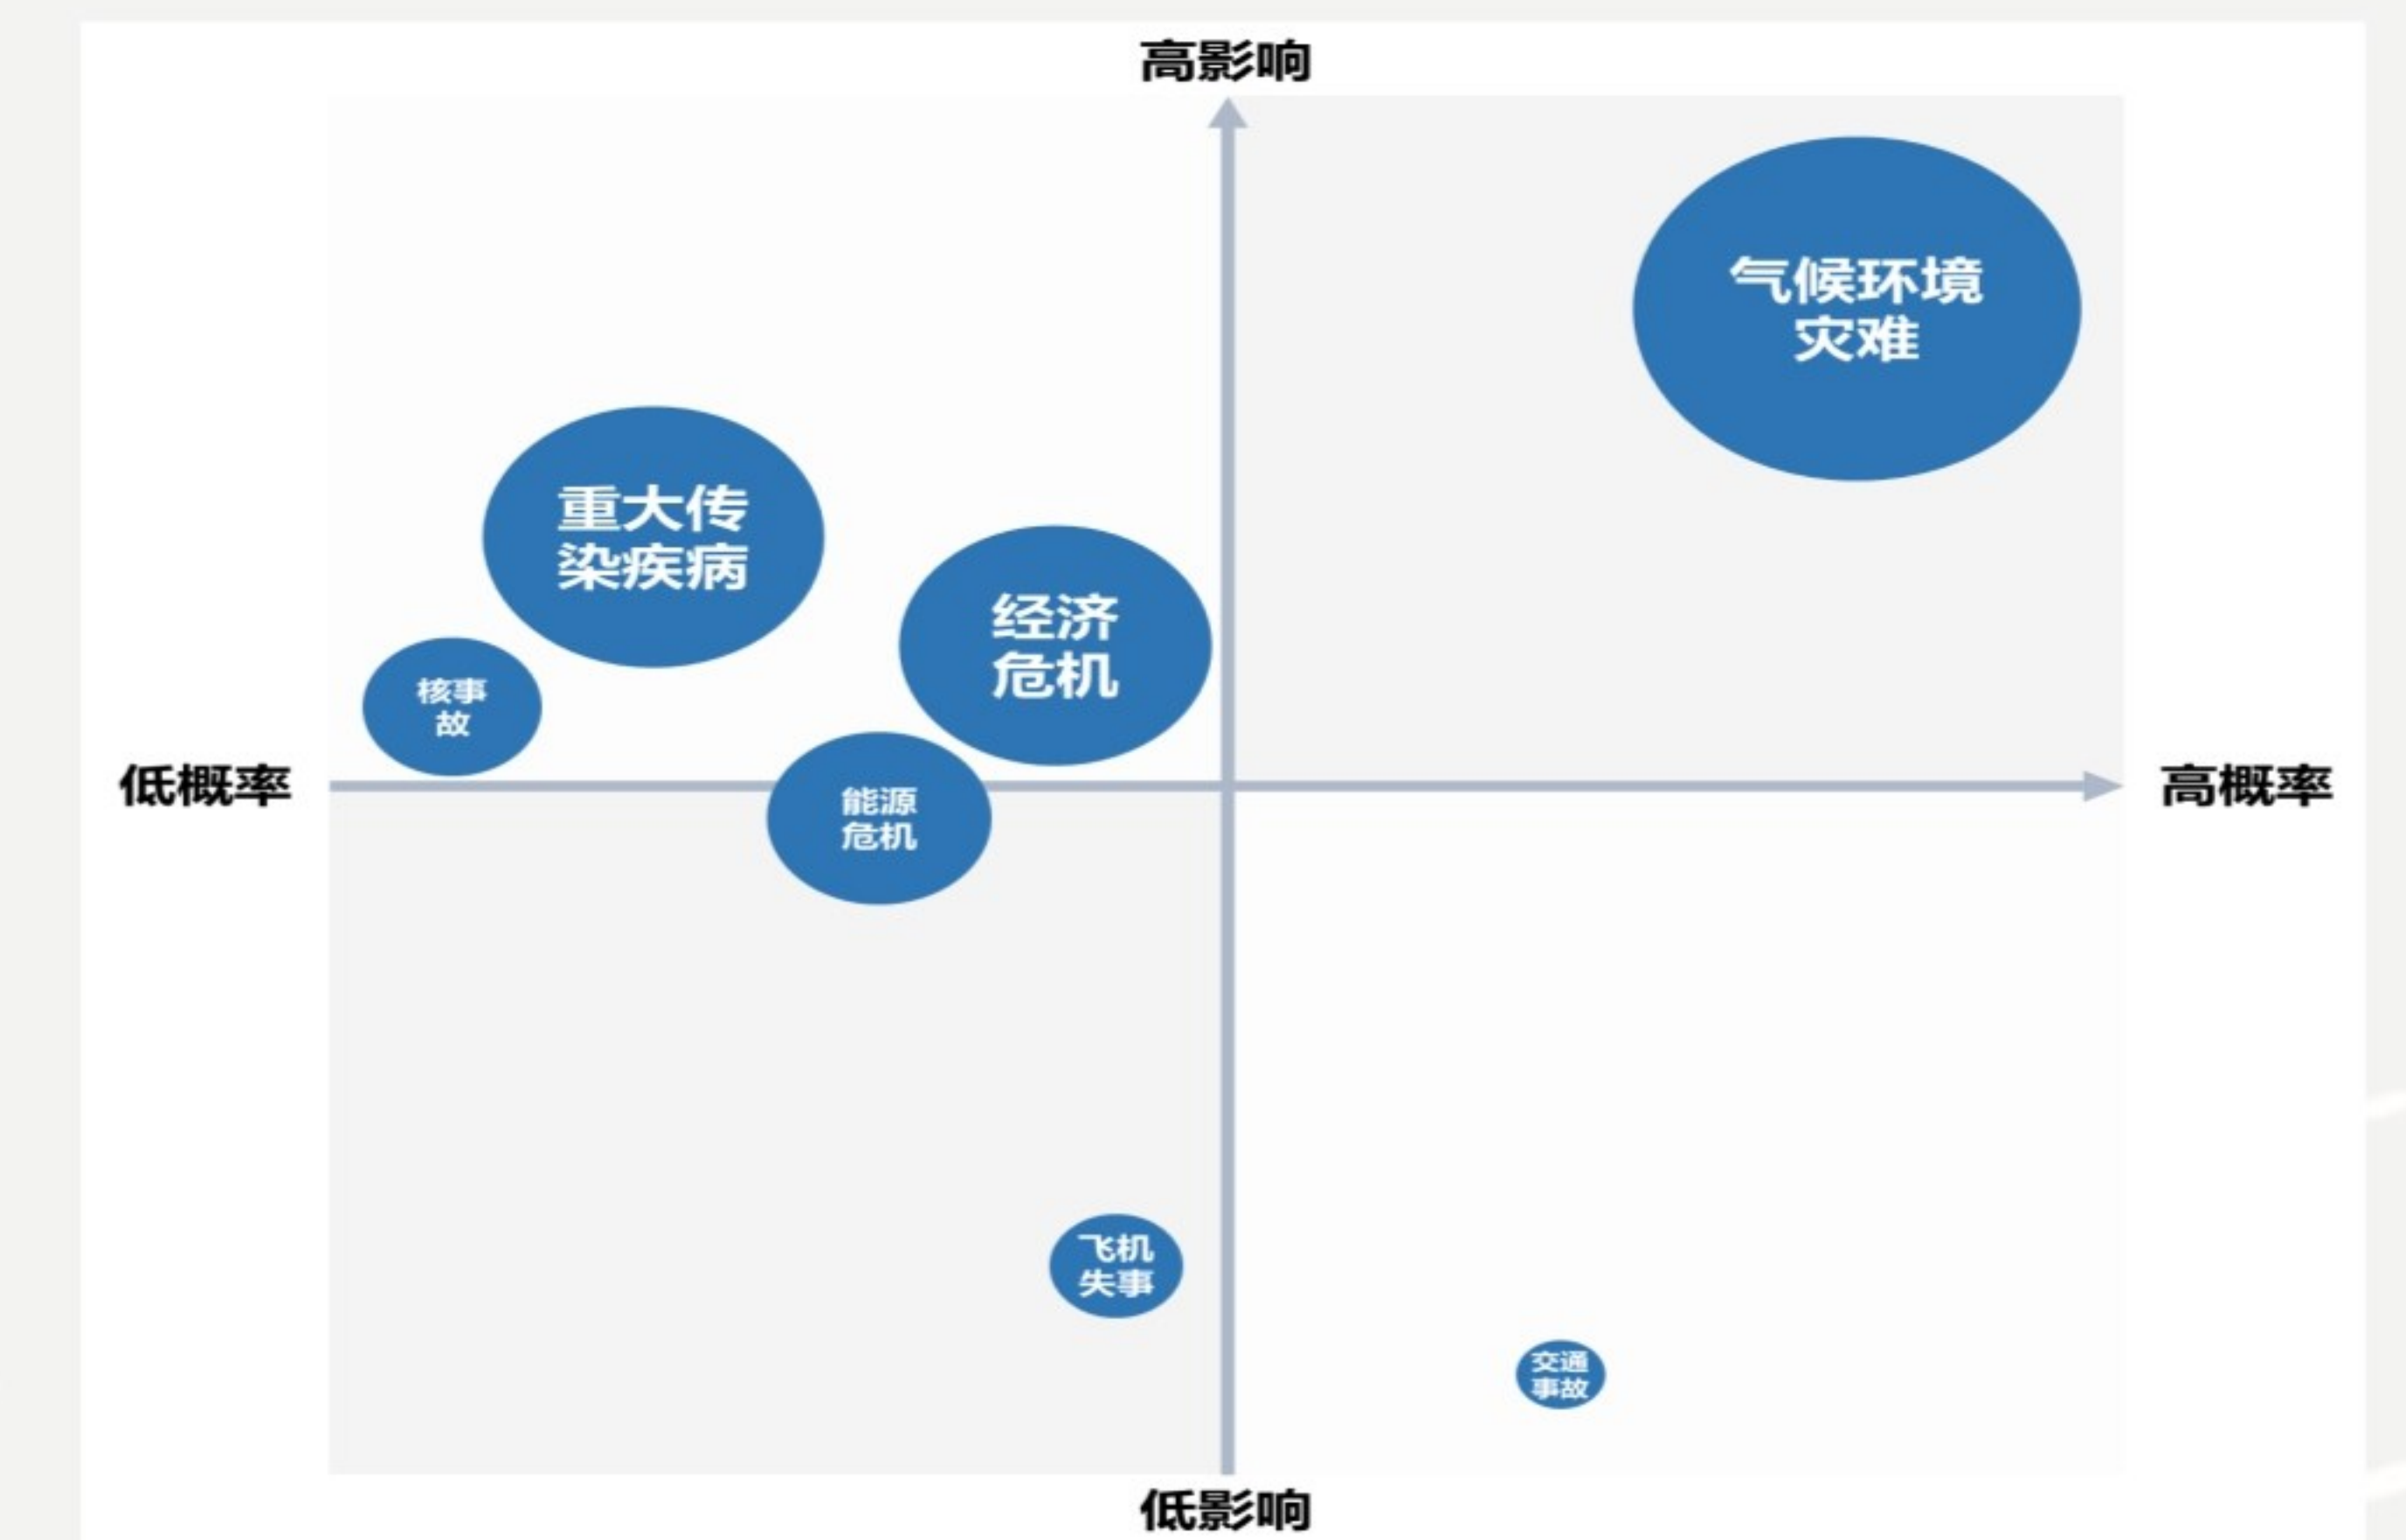 高影响
气候环境
灾难
重大传
染疾病
经济
危机
核事
故
低概率
高概率
能源
危机
飞机
失事
交通
事故
低影响